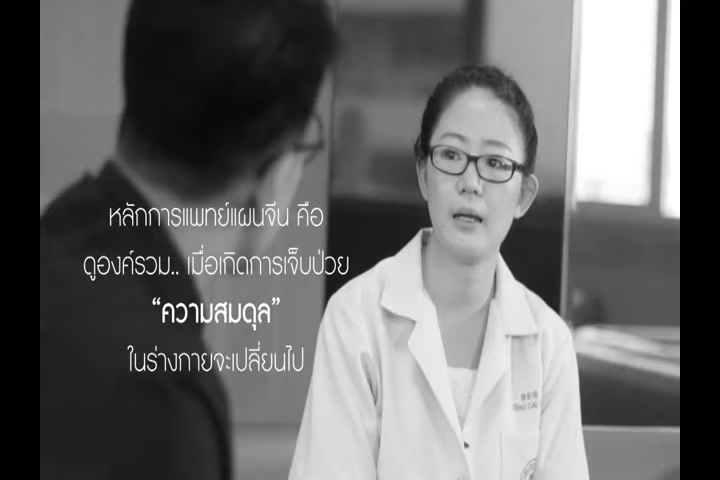 หลักการแพทย์แผนจีน คือ
ดูองค์รวม.. เมื่อเกิดการเจ็บป่วย
“ความสมดุล”
ในร่างกายจะเปลี่ยนไป